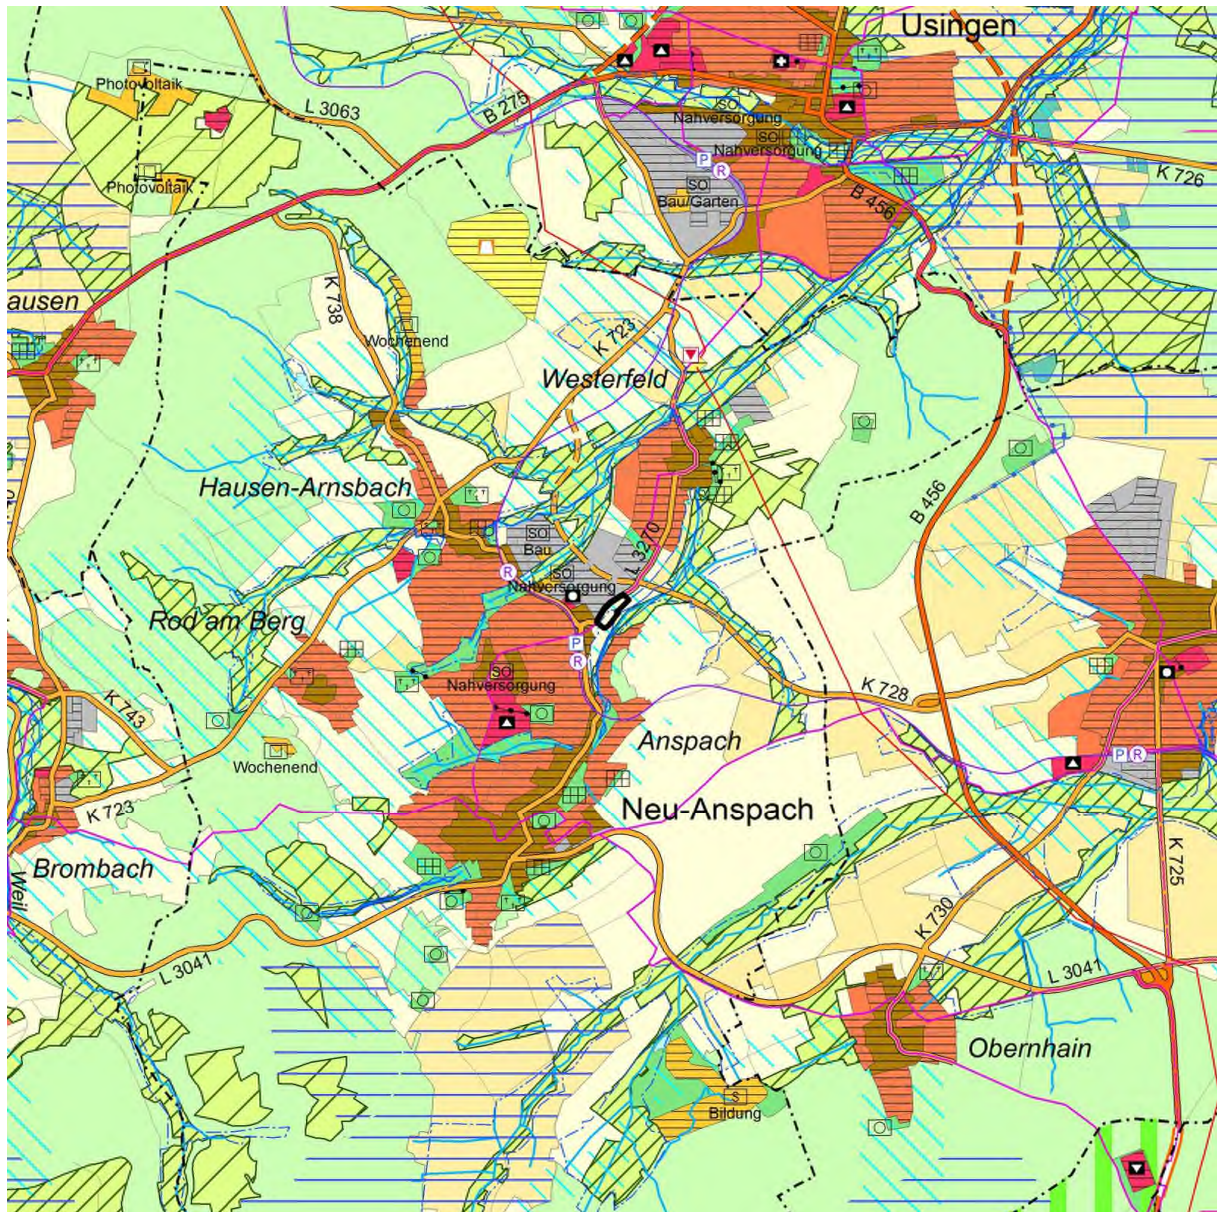 Usingen
Photovoltaik
L 3063
B 275
SO
Nahversorgung
SO
Nahversorgung
P
R
K 726
Photovoltaik
SO
Bau/Garten
B 456
ausen
K 738
Wochenend
K 723
Westerfeld
Hausen-Arnsbach
B 456
SO
Bau
L 3270
SO
Nahversorgung
R
Rod am Berg
P
R
SO
Nahversorgung
K 728
K 743
Anspach
Wochenend
P
R
K 723
Neu-Anspach
Brombach
K 725
Weil
K 730
L 3041
L 3041
Obernhain
S
Bildung